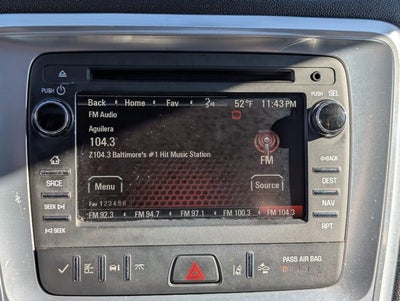 PUSH
PUSH SEL
Back Home Fav 52°F 11:43 PM
FM Audio
Aguilera
104.3
Z104.3 Baltimore's #1 Hit Music Station
FM
BACK
SRCE
DEST
Menu Source
SEEK
NAV
Fav 1 2 3 4 5 6
FM 92.3 FM 94.7 FM 97.1 FM 100.3 FM 104.3
SEEK
RPT
PASS AIR BAG